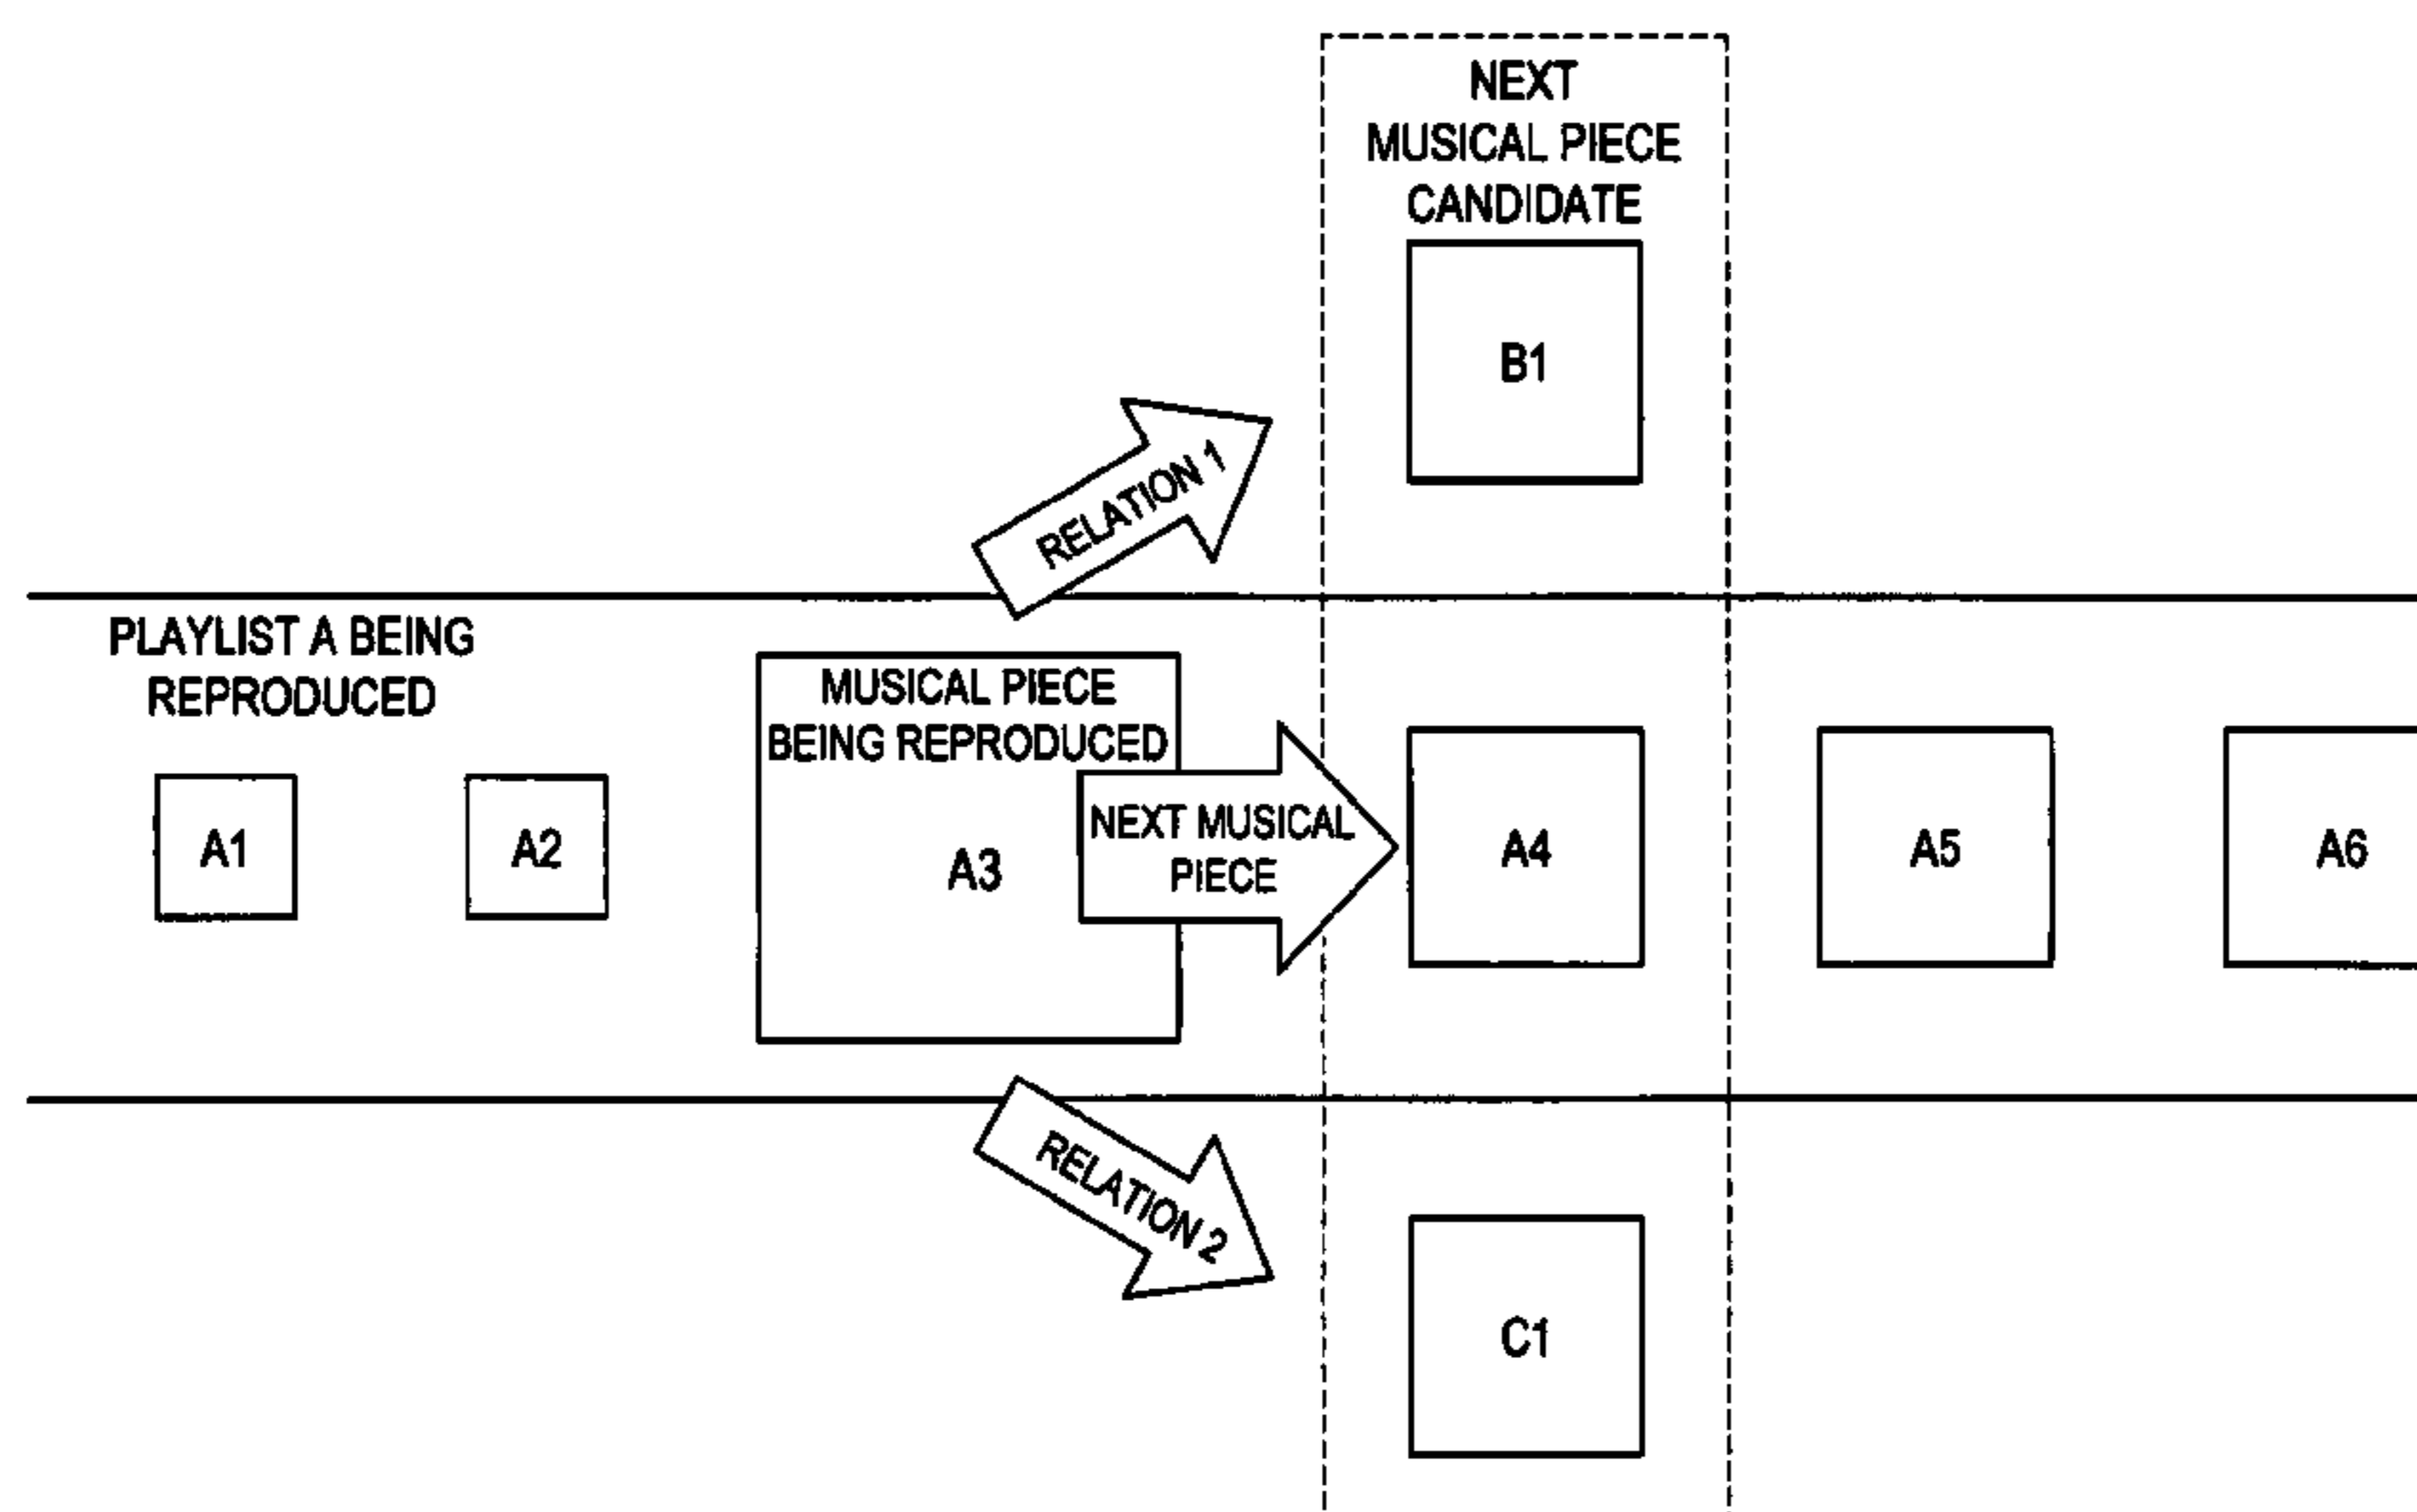 NEXT
MUSICAL PIECE
CANDIDATE
B1
RELATION 1
PLAYLIST A BEING
REPRODUCED
MUSICAL PIECE
BEING REPRODUCED
A1
A2
A3
NEXT MUSICAL
PIECE
A4
A5
A6
RELATION 2
C1